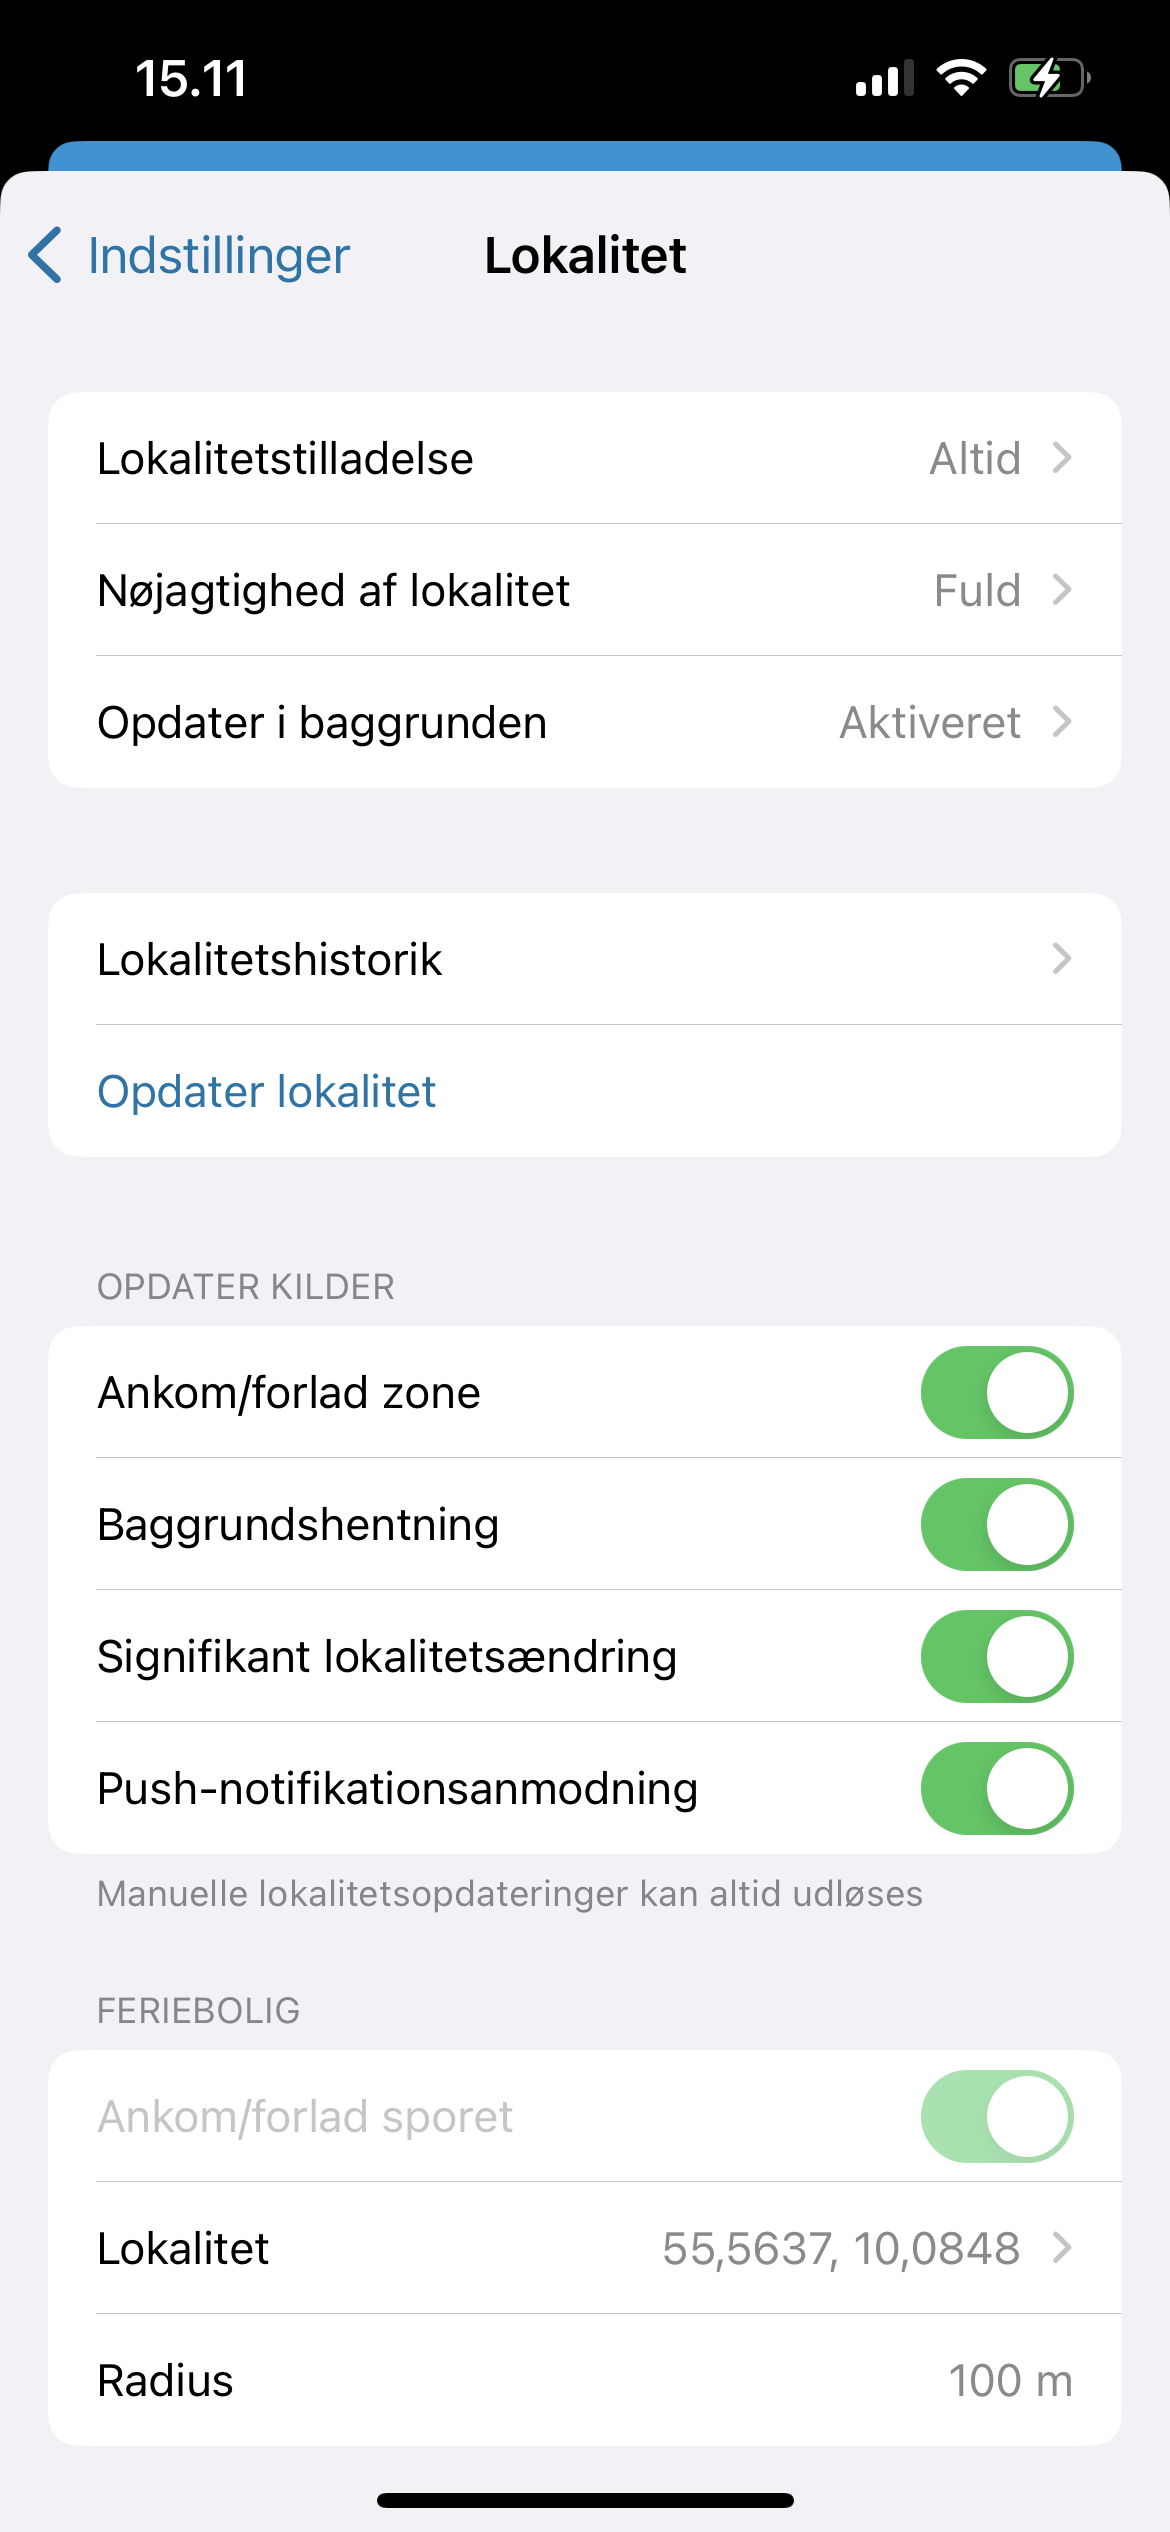 15.11
Indstillinger
Lokalitet
Lokalitetstilladelse Altid
Nøjagtighed af lokalitet Fuld
Opdater i baggrunden Aktiveret
Lokalitetshistorik
Opdater lokalitet
OPDATER KILDER
Ankom/forlad zone
Baggrundshentning
Signifikant lokalitetsændring
Push-notifikationsanmodning
Manuelle lokalitetsopdateringer kan altid udløses
FERIEBOLIG
Ankom/forlad sporet
Lokalitet 55,5637, 10,0848
Radius 100 m